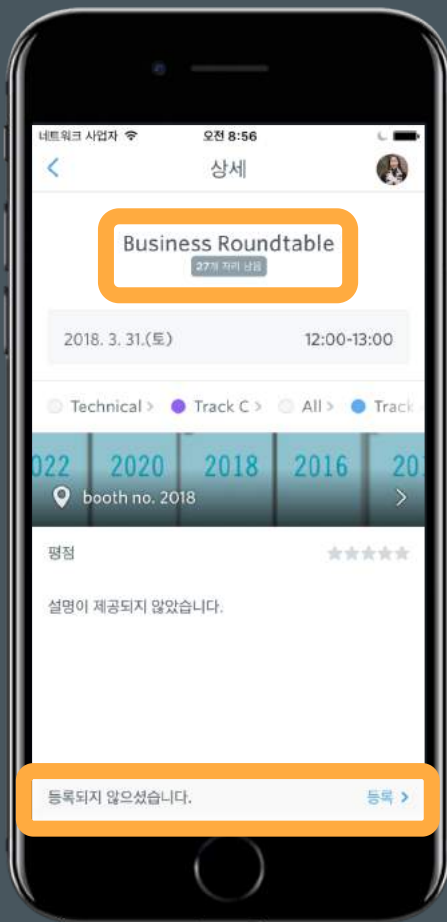 네트워크 사업자 오전 8:56
상세
Business Roundtable
27개 자리 남음
2018. 3. 31.(토) 12:00-13:00
Technical > Track C > All > Track
022 2020 2018 2016 201
booth no. 2018
평점
설명이 제공되지 않았습니다.
등록되지 않으셨습니다. 등록 >